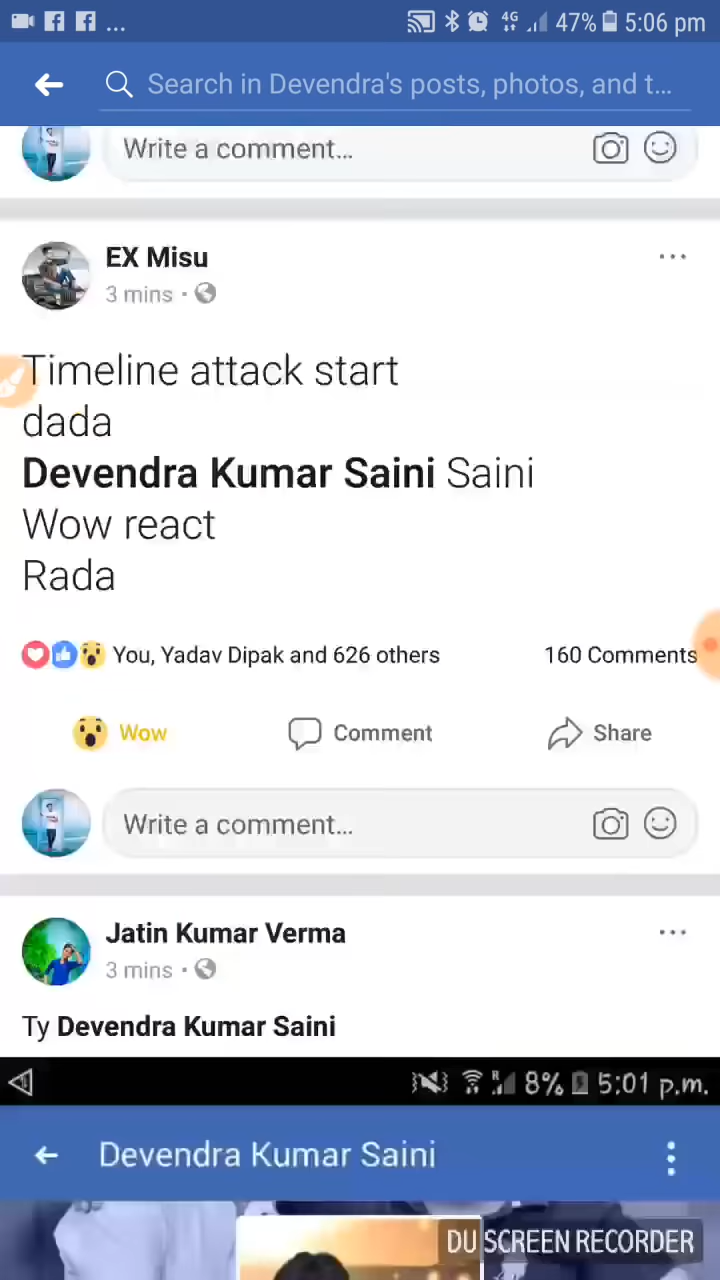 4G 47% 5:06 pm
Search in Devendra's posts, photos, and t...
Write a comment...
EX Misu
3 mins
Timeline attack start
dada
Devendra Kumar Saini Saini
Wow react
Rada
You, Yadav Dipak and 626 others 160 Comments
Wow Comment Share
Write a comment...
Jatin Kumar Verma
3 mins
Ty Devendra Kumar Saini
R 8% 5:01 p.m.
Devendra Kumar Saini
DU SCREEN RECORDER